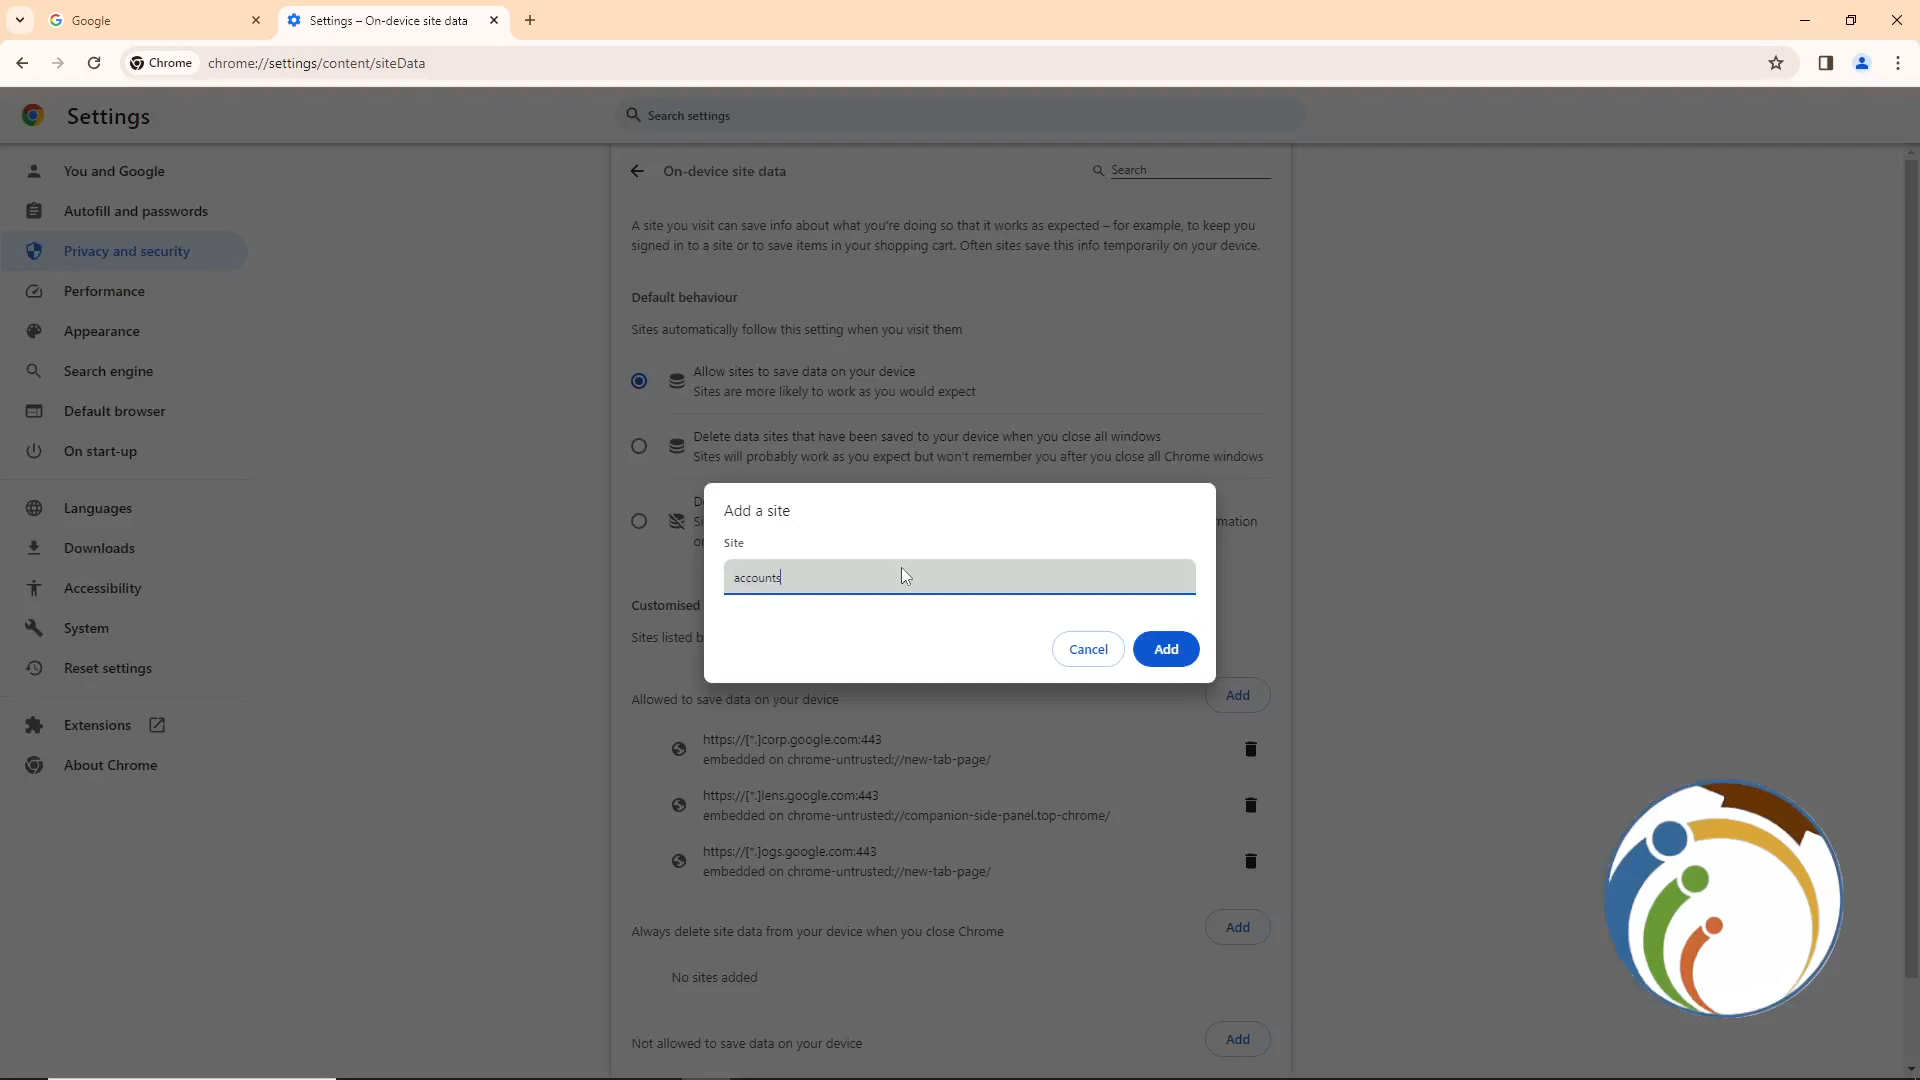 Google
Settings – On-device site data
Chrome
chrome://settings/content/siteData
Settings
Search settings
You and Google
Autofill and passwords
Privacy and security
Performance
Appearance
Search engine
Default browser
On start-up
Languages
Downloads
Accessibility
System
Reset settings
Extensions
About Chrome
On-device site data
Search
A site you visit can save info about what you're doing so that it works as expected – for example, to keep you
signed in to a site or to save items in your shopping cart. Often sites save this info temporarily on your device.
Default behaviour
Sites automatically follow this setting when you visit them
Allow sites to save data on your device
Sites are more likely to work as you would expect
Delete data sites that have been saved to your device when you close all windows
Sites will probably work as you expect but won't remember you after you close all Chrome windows
mation
Add a site
Site
accounts
Cancel
Add
Customised
Sites listed b
Allowed to save data on your device
Add
https://[*.]corp.google.com:443
embedded on chrome-untrusted://new-tab-page/
https://[*.]lens.google.com:443
embedded on chrome-untrusted://companion-side-panel.top-chrome/
https://[*.]ogs.google.com:443
embedded on chrome-untrusted://new-tab-page/
Always delete site data from your device when you close Chrome
Add
No sites added
Not allowed to save data on your device
Add